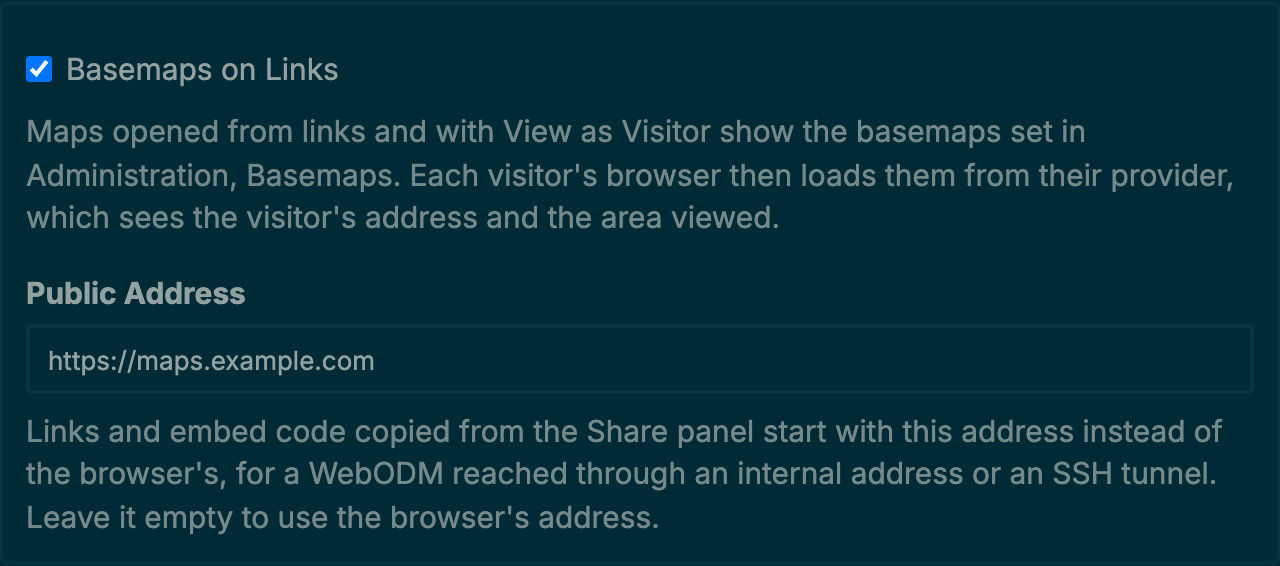 Basemaps on Links
Maps opened from links and with View as Visitor show the basemaps set in
Administration, Basemaps. Each visitor's browser then loads them from their provider,
which sees the visitor's address and the area viewed.
Public Address
https://maps.example.com
Links and embed code copied from the Share panel start with this address instead of
the browser's, for a WebODM reached through an internal address or an SSH tunnel.
Leave it empty to use the browser's address.